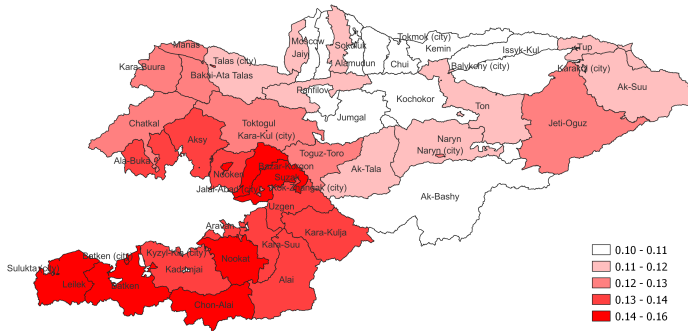 Moscow
Jaiyl
Sokuluk
Alamudun
Tokmok (city)
Kemin
Chui
Issyk-Kul
Tup
Balykchy (city)
Karakol (city)
Ak-Suu
Manas
Talas (city)
Kara-Buura
Bakai-Ata Talas
Panfilov
Kochokor
Ton
Jumgal
Jeti-Oguz
Chatkal
Toktogul
Kara-Kul (city)
Aksy
Naryn
Naryn (city)
Toguz-Toro
Ak-Tala
Ala-Buka
Nooken
Suzak
Kok-Zhangak (city)
Ak-Bashy
Uzgen
Aravan
Kara-Suu
Kara-Kulja
Kyzyl-Kia (city)
Kadamjai
Nookat
Sulukta (city)
Leilek
Batken
Alai
Chon-Alai
0.10 - 0.11
0.11 - 0.12
0.12 - 0.13
0.13 - 0.14
0.14 - 0.16